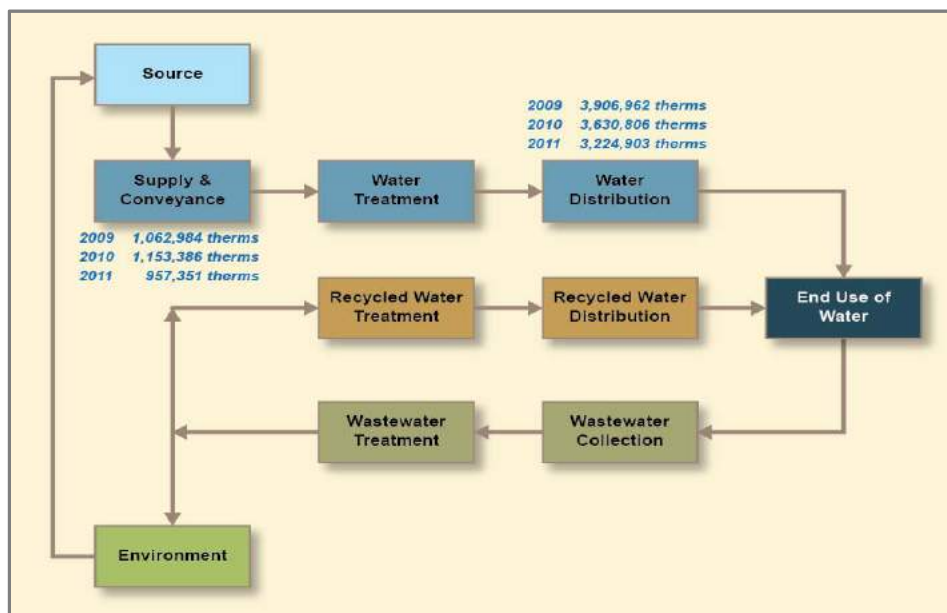 Source
2009 3,906,962 therms
2010 3,630,806 therms
2011 3,224,903 therms
Supply &
Conveyance
Water
Treatment
Water
Distribution
2009 1,062,984 therms
2010 1,153,386 therms
2011 957,351 therms
Recycled Water
Treatment
Recycled Water
Distribution
End Use of
Water
Wastewater
Treatment
Wastewater
Collection
Environment